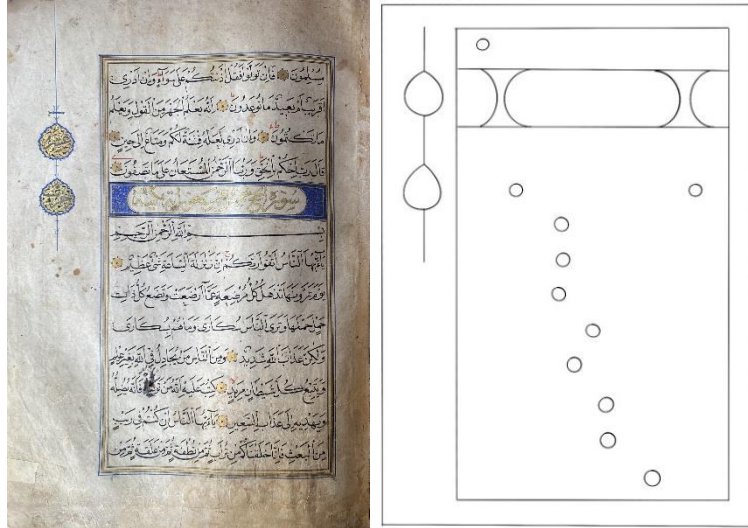 مسلمون فان تولوا فقل اذنتكم على سواء وان ادري
اقريب ام بعيد ما توعدون انه يعلم الجهر من القول ويعلم
ما تكتمون وان ادري لعله فتنة لكم ومتاع الى حين
قال رب احكم بالحق وربنا الرحمن المستعان على ما تصفون
سورة
بسم الله الرحمن الرحيم
يا ايها الناس اتقوا ربكم ان زلزلة الساعة شيء عظيم
يوم ترونها تذهل كل مرضعة عما ارضعت وتضع كل ذات
حمل حملها وترى الناس سكارى وما هم بسكارى
ولكن عذاب الله شديد ومن الناس من يجادل في الله بغير علم
ويتبع كل شيطان مريد كتب عليه انه من تولاه فانه يضله
ويهديه الى عذاب السعير يا ايها الناس ان كنتم في ريب
من البعث فانا خلقناكم من تراب ثم من نطفة ثم من علقة ثم من